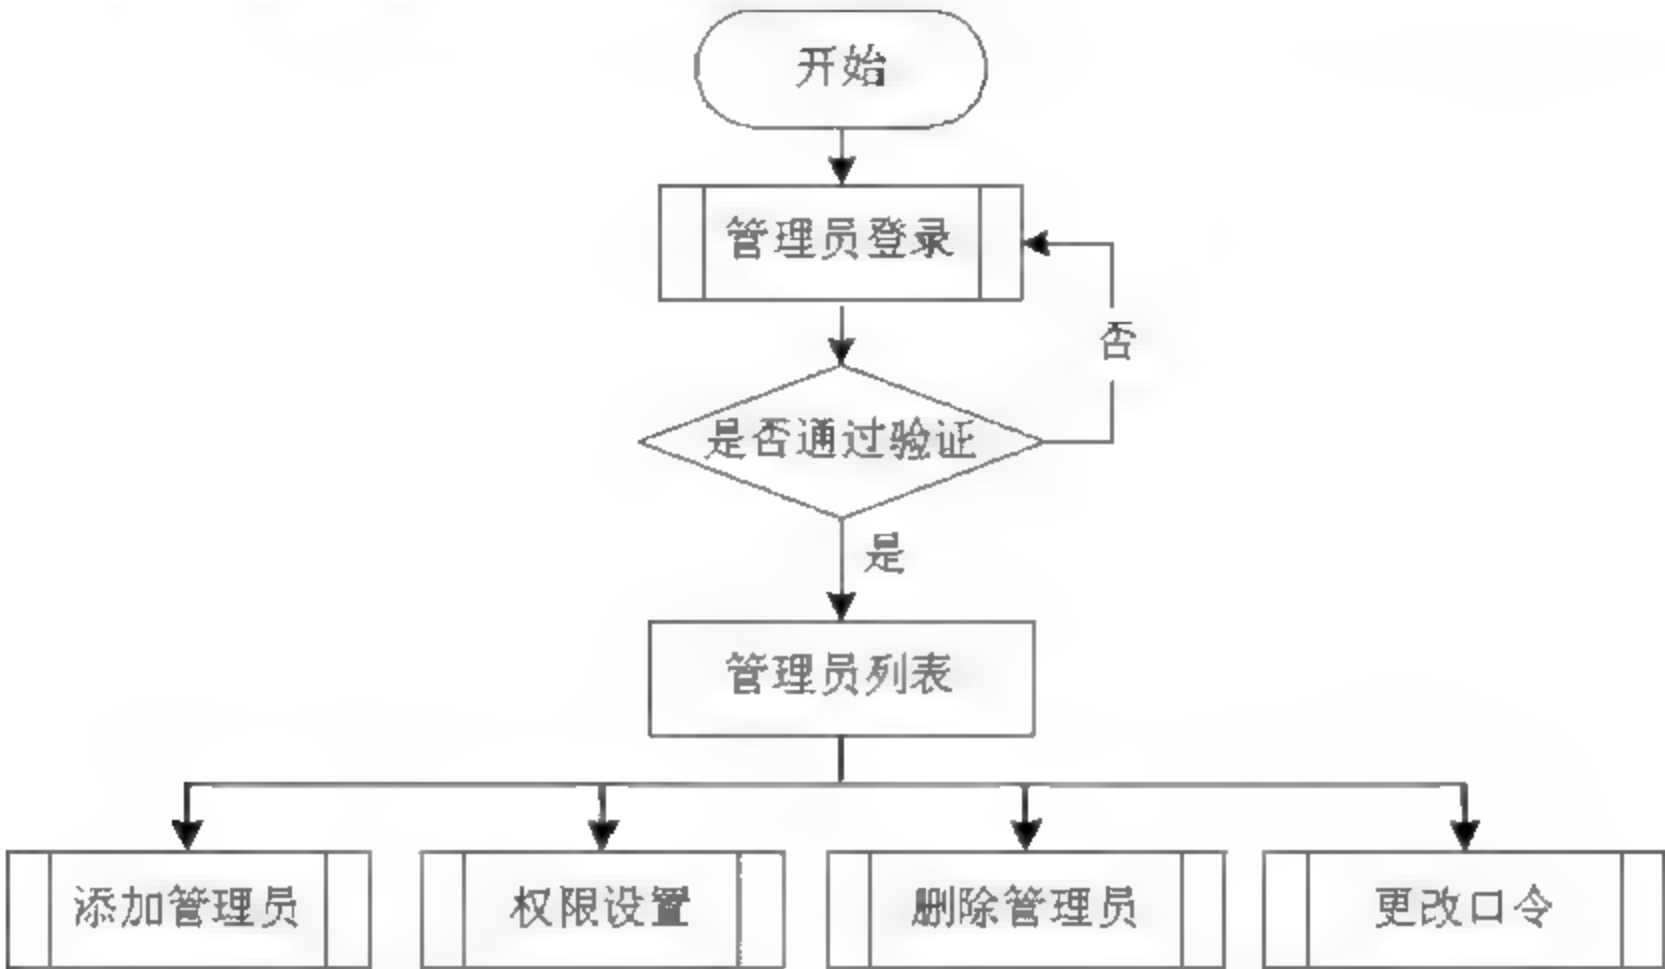 开始
管理员登录
否
是否通过验证
是
管理员列表
添加管理员
权限设置
删除管理员
更改口令